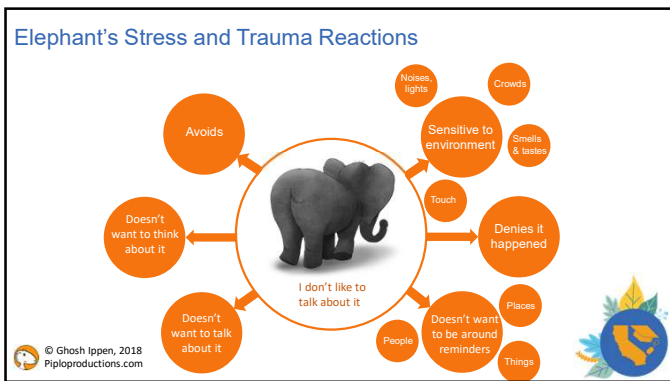 Elephant's Stress and Trauma Reactions
Noises,
lights
Crowds
Avoids
Sensitive to
environment
Smells
& tastes
Touch
Doesn't
want to think
about it
Denies it
happened
I don't like to
talk about it
Doesn't
want to talk
about it
People
Doesn't want
to be around
reminders
Places
Things
© Ghosh Ippen, 2018
Piploproductions.com